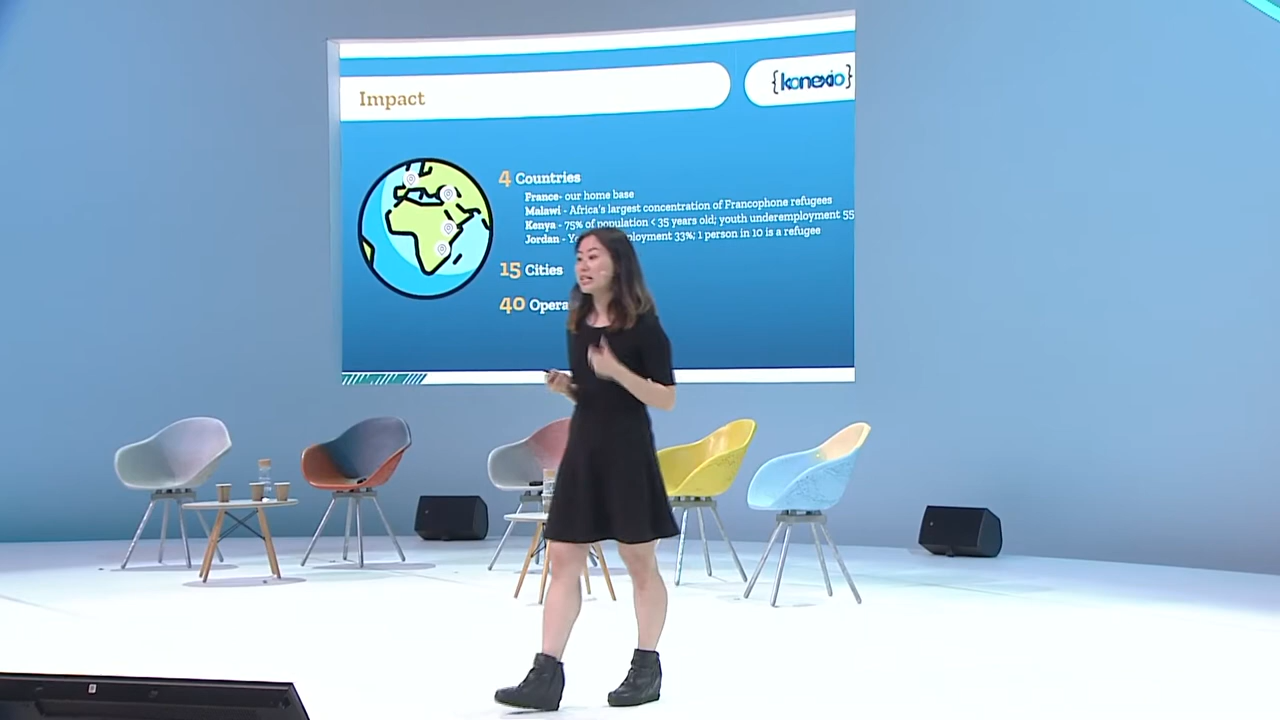 Impact
{konexio}
4 Countries
France- our home base
Malawi - Africa's largest concentration of Francophone refugees
Kenya - 75% of population < 35 years old; youth underemployment 55
Jordan - ployment 33%; 1 person in 10 is a refugee
15 Cities
40